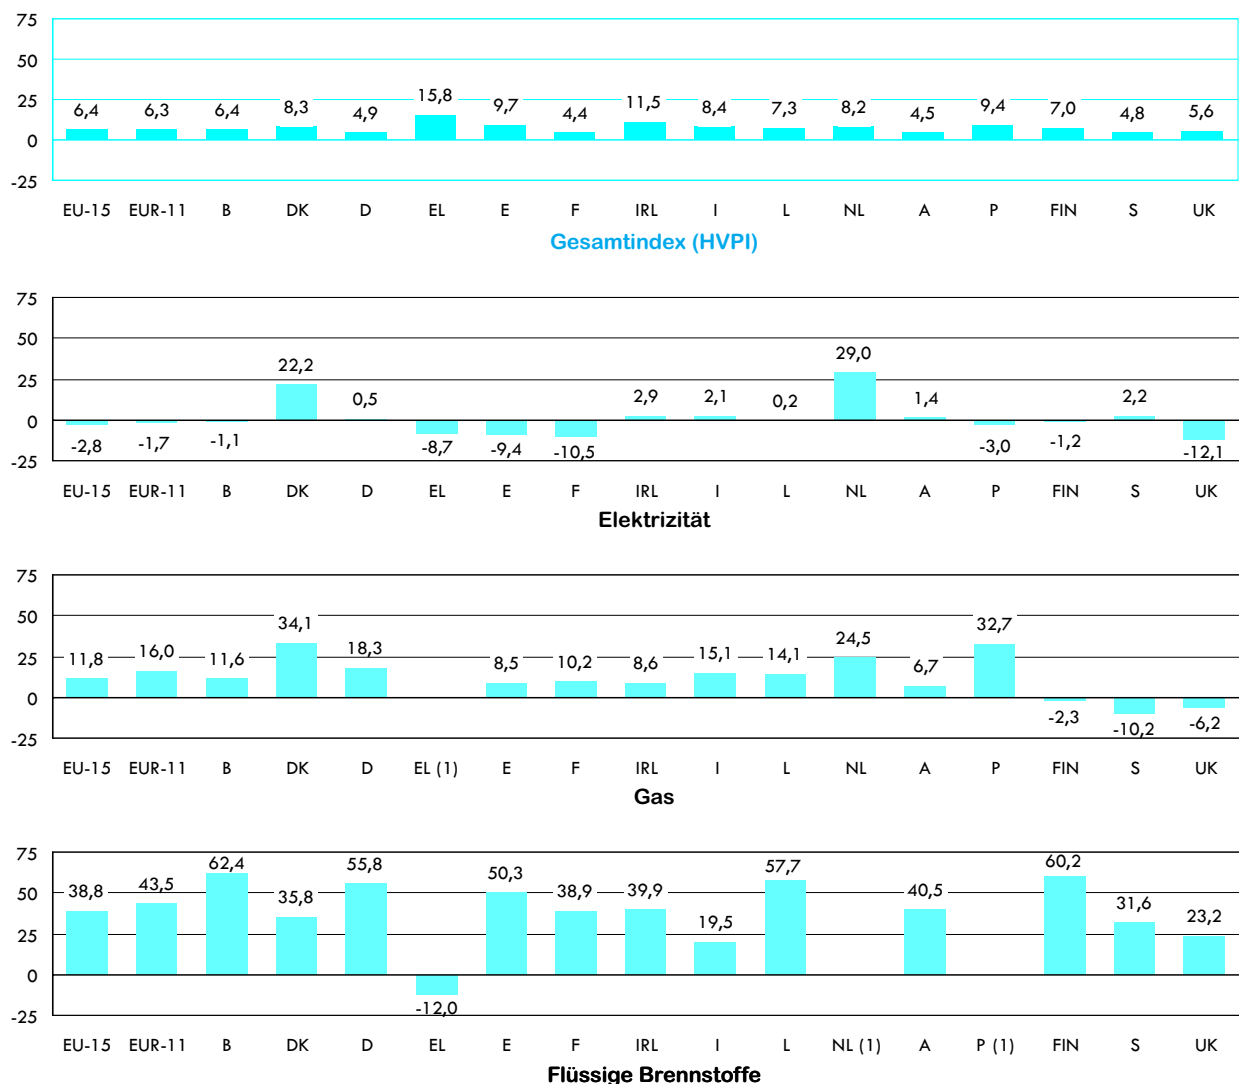 75
50
25
0
-25
6,4 6,3 6,4 8,3 4,9 15,8 9,7 4,4 11,5 8,4 7,3 8,2 4,5 9,4 7,0 4,8 5,6
EU-15 EUR-11 B DK D EL E F IRL I L NL A P FIN S UK
Gesamtindex (HVPI)
75
50
25
0
-25
-2,8 -1,7 -1,1 22,2 0,5 -8,7 -9,4 -10,5 2,9 2,1 0,2 29,0 1,4 -3,0 -1,2 2,2 -12,1
EU-15 EUR-11 B DK D EL E F IRL I L NL A P FIN S UK
Elektrizität
75
50
25
0
-25
11,8 16,0 11,6 34,1 18,3 8,5 10,2 8,6 15,1 14,1 24,5 6,7 32,7 -2,3 -10,2 -6,2
EU-15 EUR-11 B DK D EL (1) E F IRL I L NL A P FIN S UK
Gas
75
50
25
0
-25
38,8 43,5 62,4 35,8 55,8 -12,0 50,3 38,9 39,9 19,5 57,7 40,5 60,2 31,6 23,2
EU-15 EUR-11 B DK D EL E F IRL I L NL (1) A P (1) FIN S UK
Flüssige Brennstoffe